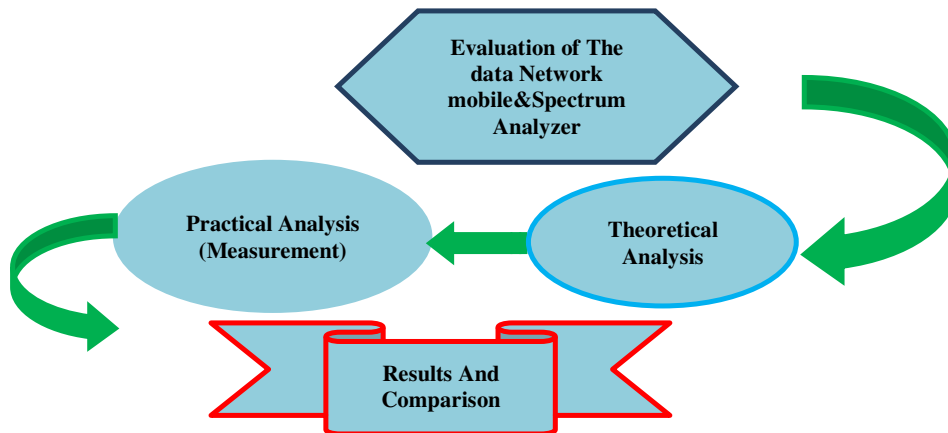 Evaluation of The
data Network
mobile&Spectrum
Analyzer
Theoretical
Analysis
Practical Analysis
(Measurement)
Results And
Comparison